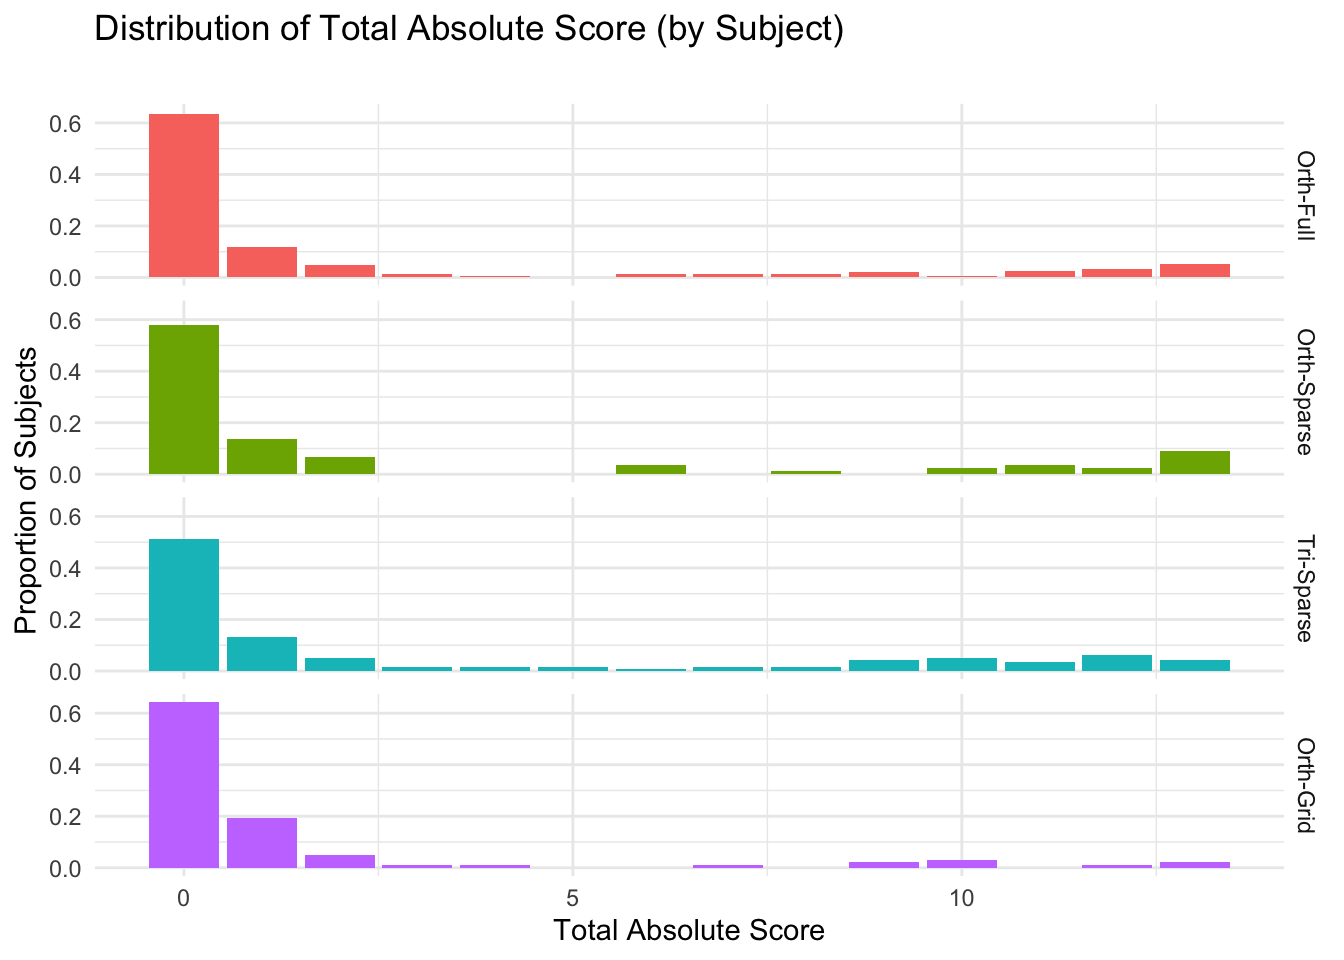 Distribution of Total Absolute Score (by Subject)
Proportion of Subjects
0.6
0.4
0.2
0.0
Orth-Full
0.6
0.4
0.2
0.0
Orth-Sparse
0.6
0.4
0.2
0.0
Tri-Sparse
0.6
0.4
0.2
0.0
Orth-Grid
0 5 10
Total Absolute Score